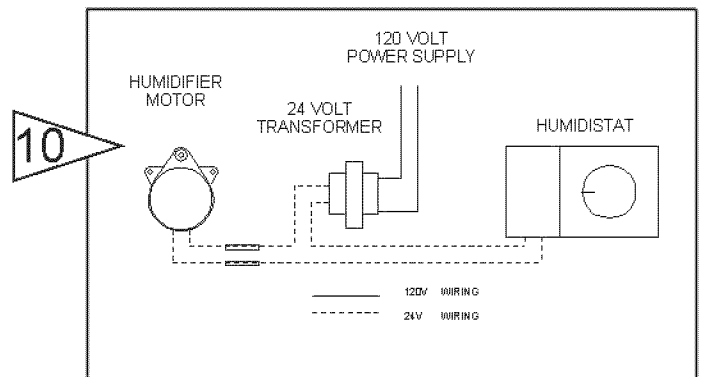 120 VOLT
POWER SUPPLY
HUMIDIFIER
MOTOR
24 VOLT
TRANSFORMER
HUMIDISTAT
10
120V WIRING
24V WIRING